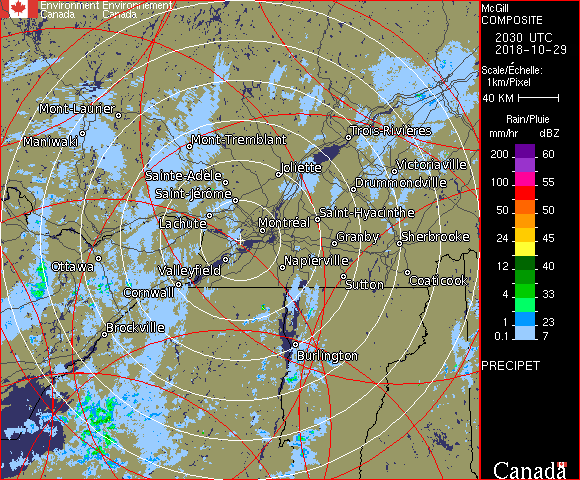 Environment Environnement
Canada Canada
Mont-Laurier
Maniwaki
Mont-Tremblant
Trois-Rivières
Sainte-Adèle
Joliette
Victoriaville
Saint-Jérôme
Drummondville
Lachute
Montréal
Saint-Hyacinthe
Granby
Sherbrooke
Ottawa
Valleyfield
Napierville
Cornwall
Sutton
Coaticook
Brockville
Burlington
McGill
COMPOSITE
2030 UTC
2018-10-29
Scale/Échelle:
1km/Pixel
40 KM
Rain/Pluie
mm/hr dBZ
200 60
100 55
50 50
24 45
12 40
8 33
4 30
1 23
0.1 7
PRECIPET
Canada